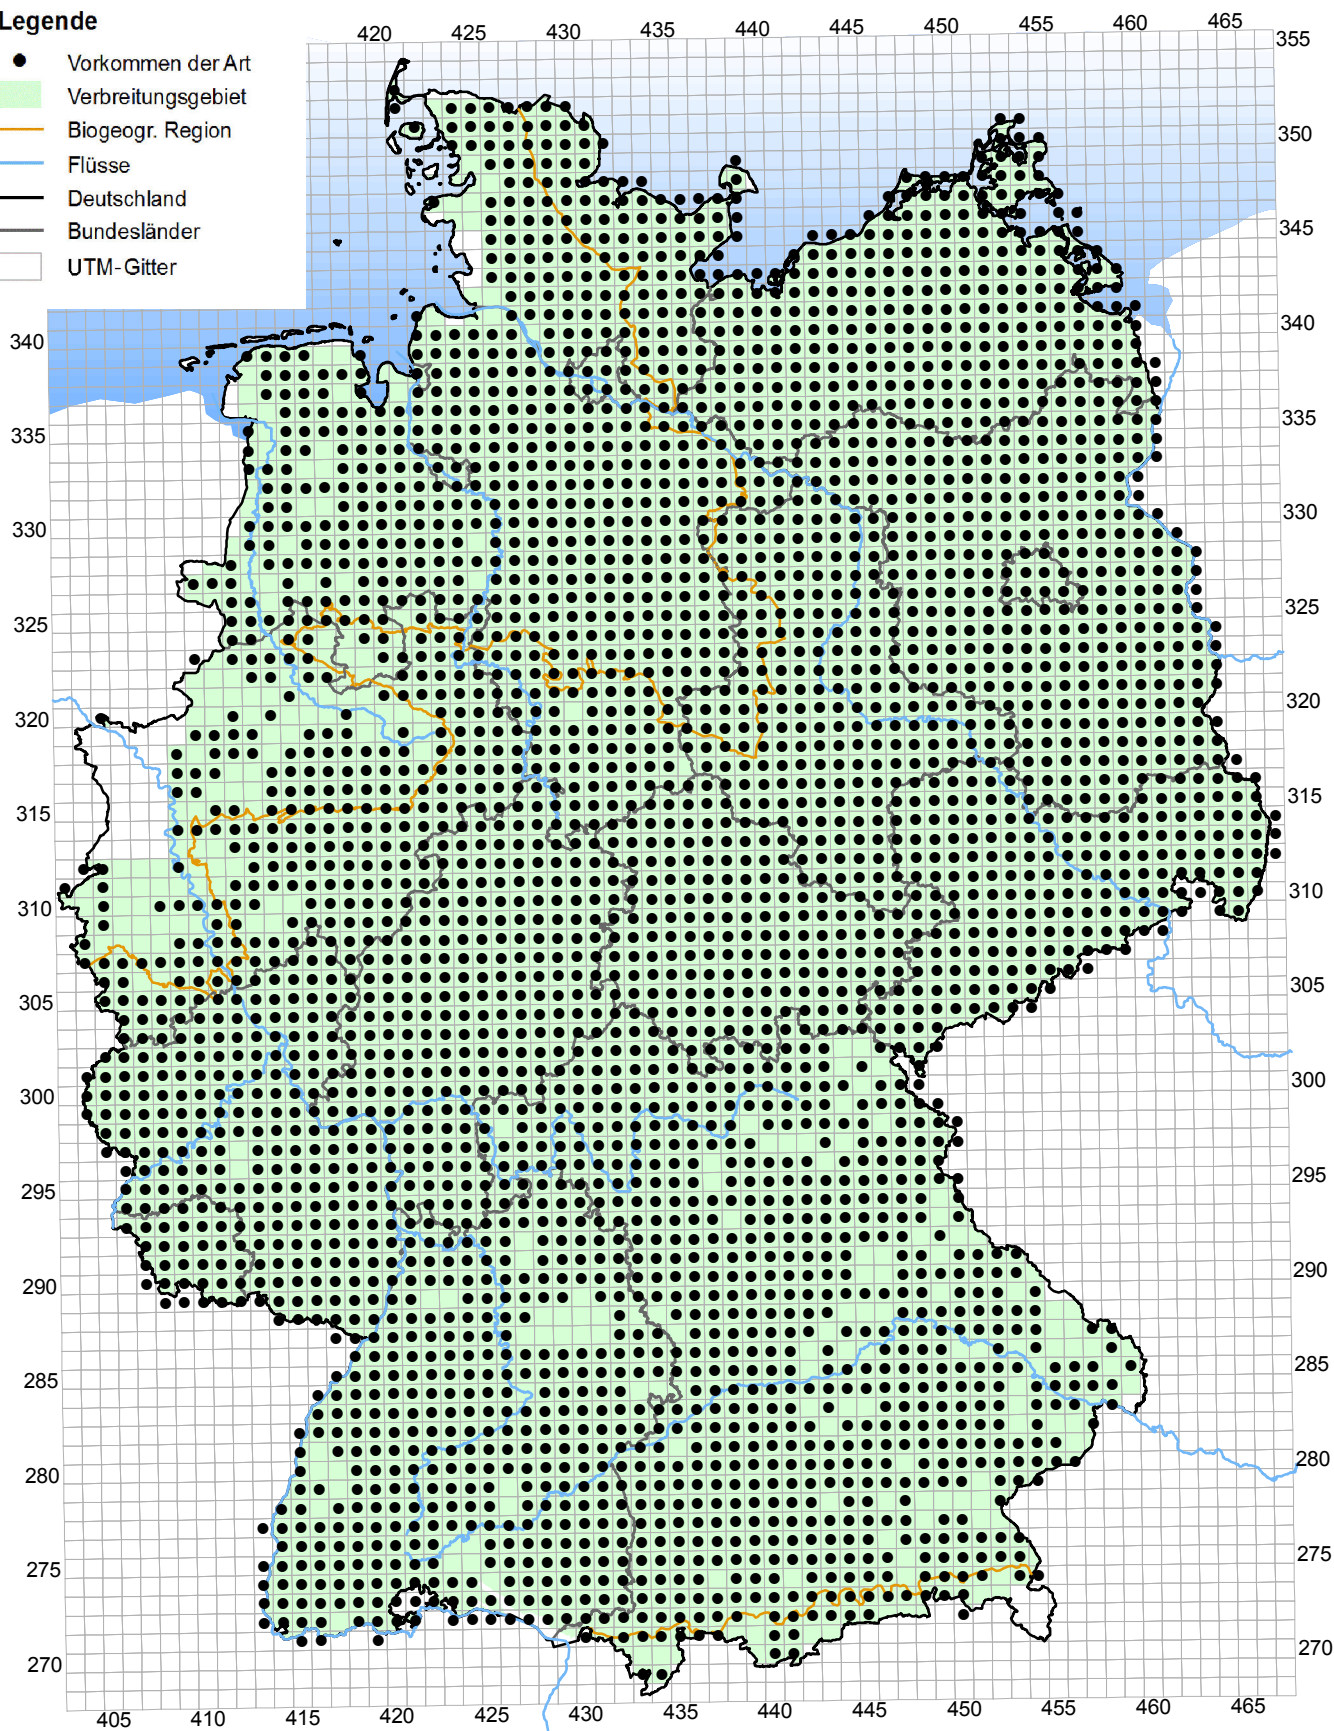 Legende
Vorkommen der Art
Verbreitungsgebiet
Biogeogr. Region
Flüsse
Deutschland
Bundesländer
UTM-Gitter
420 425 430 435 440 445 450 455 460 465
355
350
345
340 340
335 335
330 330
325 325
320 320
315 315
310 310
305 305
300 300
295 295
290 290
285 285
280 280
275 275
270 270
405 410 415 420 425 430 435 440 445 450 455 460 465